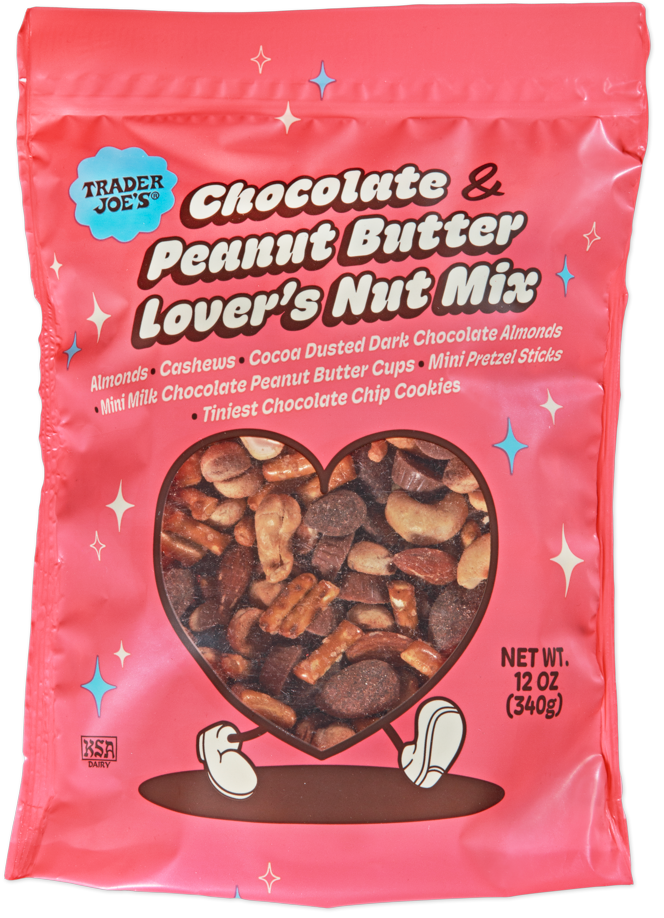 TRADER
JOE'S®
Chocolate &
Peanut Butter
Lover's Nut Mix
Almonds • Cashews • Cocoa Dusted Dark Chocolate Almonds
• Mini Milk Chocolate Peanut Butter Cups • Mini Pretzel Sticks
• Tiniest Chocolate Chip Cookies
NET WT.
12 OZ
(340g)
KSA
DAIRY